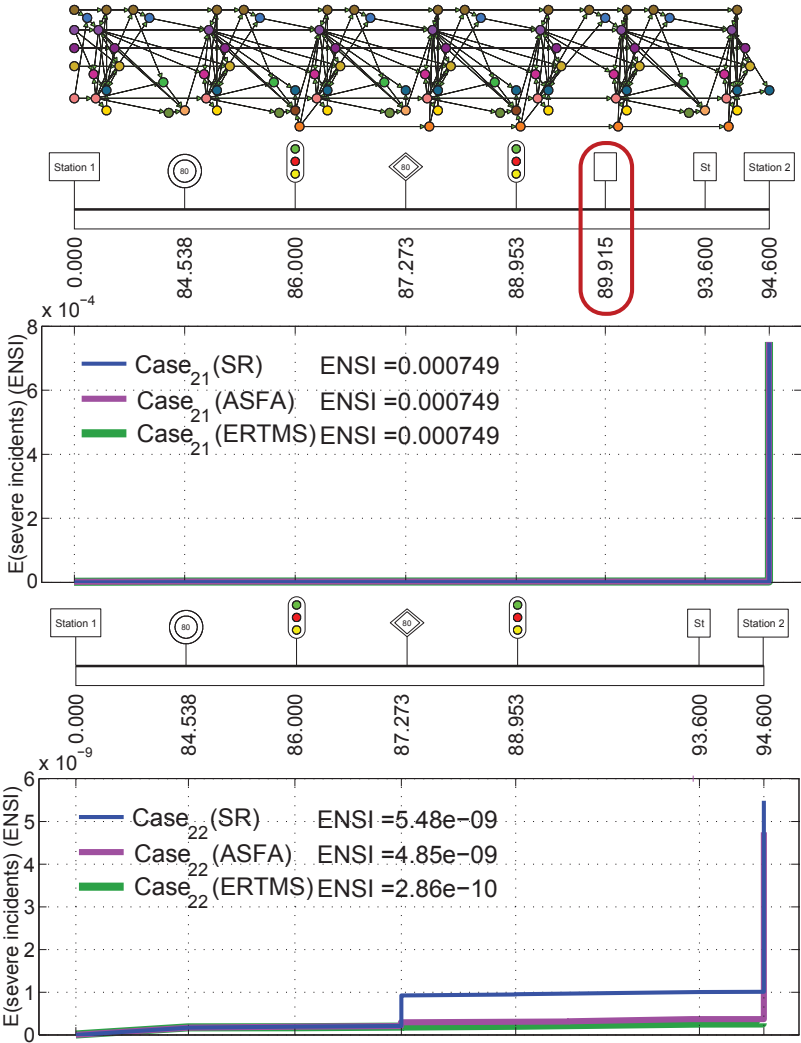 Station 1
80
80
St
Station 2
0.000
84.538
86.000
87.273
88.953
89.915
93.600
94.600
x 10⁻⁴
8
6
4
2
0
E(severe incidents) (ENSI)
Case₂₁(SR) ENSI =0.000749
Case₂₁(ASFA) ENSI =0.000749
Case₂₁(ERTMS) ENSI =0.000749
Station 1
80
80
St
Station 2
0.000
84.538
86.000
87.273
88.953
93.600
94.600
x 10⁻⁹
6
5
4
3
2
1
0
E(severe incidents) (ENSI)
Case₂₂(SR) ENSI =5.48e−09
Case₂₂(ASFA) ENSI =4.85e−09
Case₂₂(ERTMS) ENSI =2.86e−10